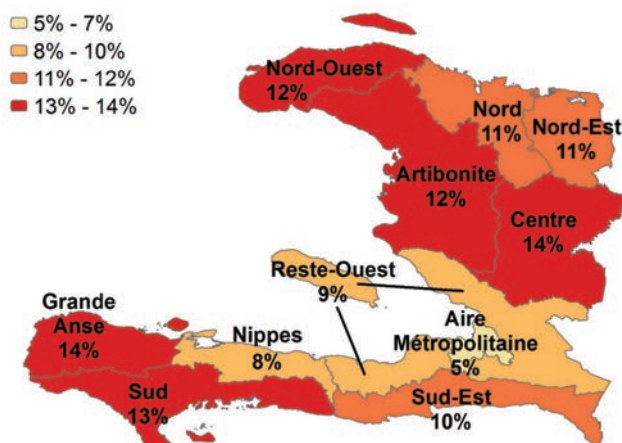 5% - 7%
8% - 10%
11% - 12%
13% - 14%
Nord-Ouest
12%
Nord
11%
Nord-Est
11%
Artibonite
12%
Centre
14%
Reste-Ouest
9%
Grande
Anse
14%
Nippes
8%
Aire
Métropolitaine
5%
Sud
13%
Sud-Est
10%